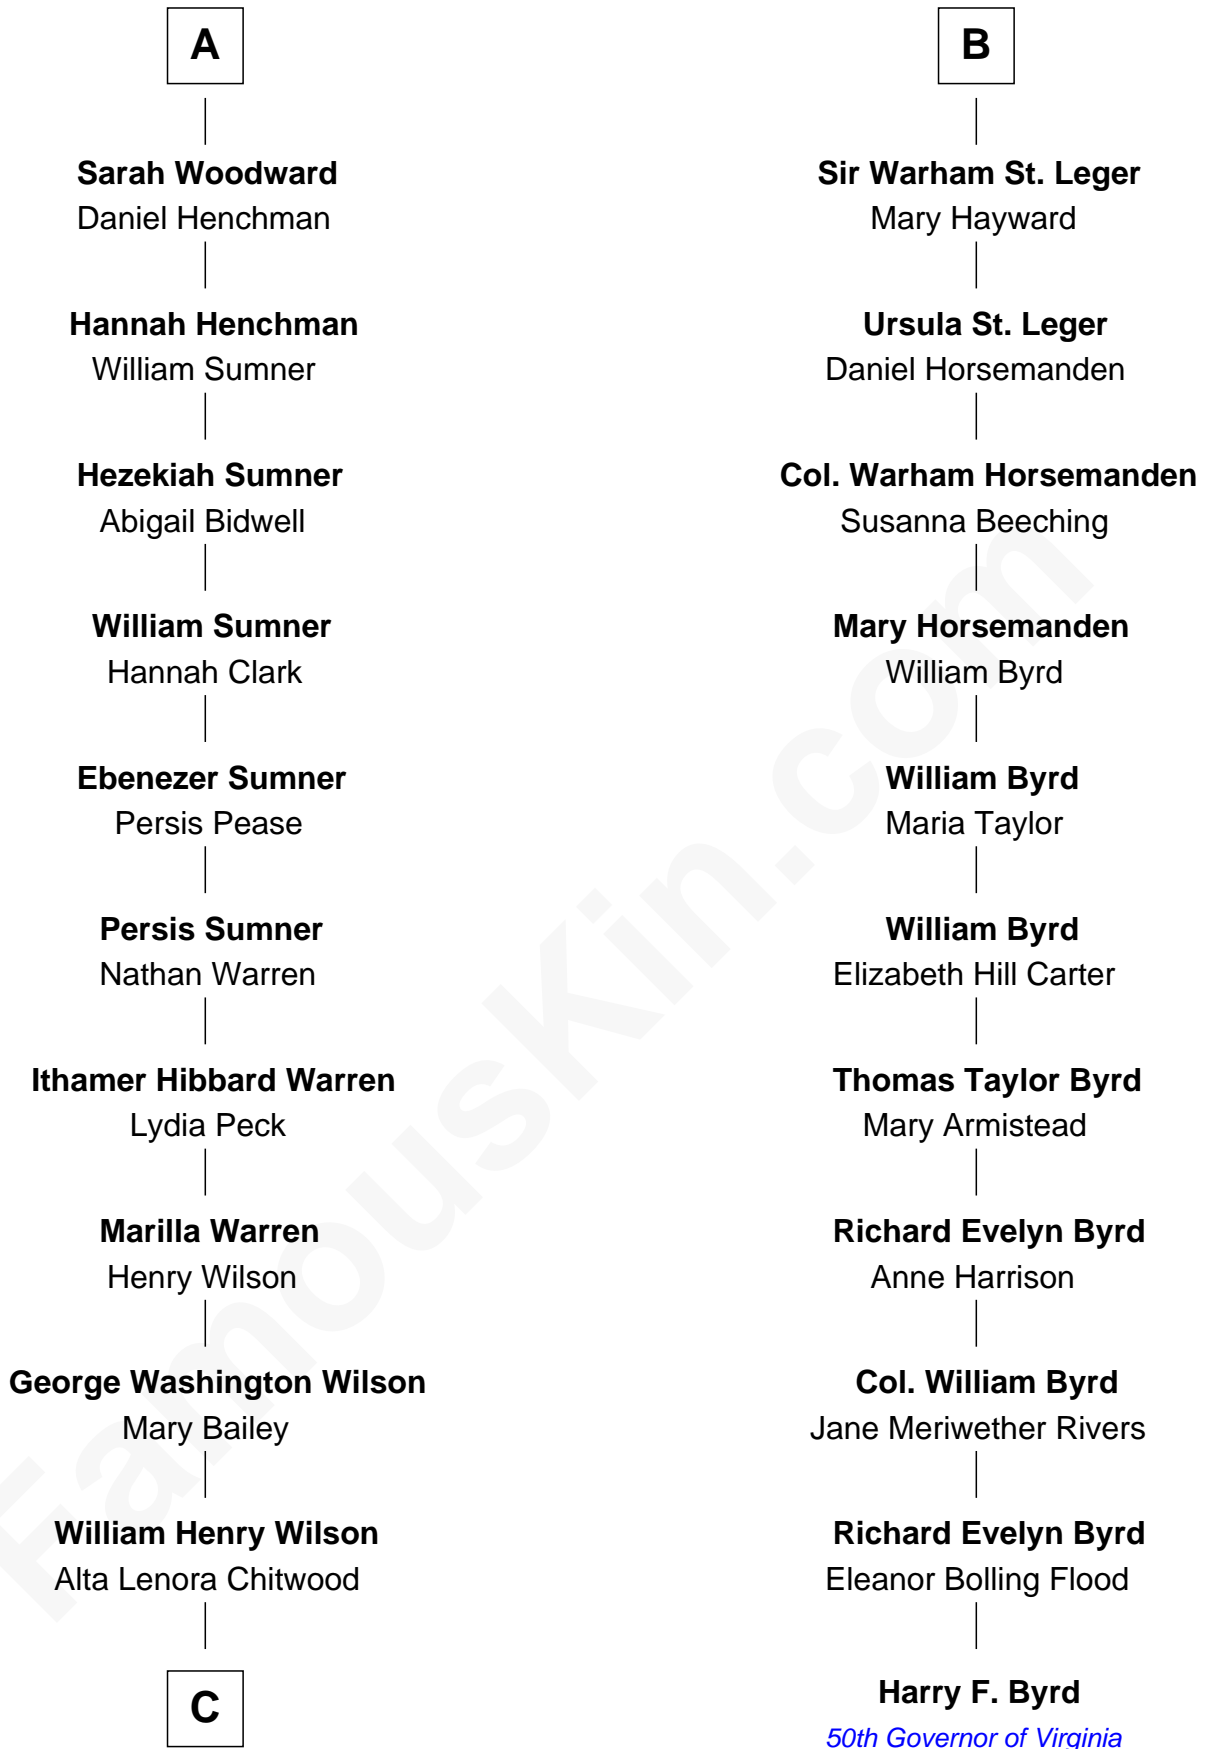 A
Sarah Woodward
Daniel Henchman
Hannah Henchman
William Sumner
Hezekiah Sumner
Abigail Bidwell
William Sumner
Hannah Clark
Ebenezer Sumner
Persis Pease
Persis Sumner
Nathan Warren
Ithamer Hibbard Warren
Lydia Peck
Marilla Warren
Henry Wilson
George Washington Wilson
Mary Bailey
William Henry Wilson
Alta Lenora Chitwood
C
B
Sir Warham St. Leger
Mary Hayward
Ursula St. Leger
Daniel Horsemanden
Col. Warham Horsemanden
Susanna Beeching
Mary Horsemanden
William Byrd
William Byrd
Maria Taylor
William Byrd
Elizabeth Hill Carter
Thomas Taylor Byrd
Mary Armistead
Richard Evelyn Byrd
Anne Harrison
Col. William Byrd
Jane Meriwether Rivers
Richard Evelyn Byrd
Eleanor Bolling Flood
Harry F. Byrd
50th Governor of Virginia
FamousKin.com